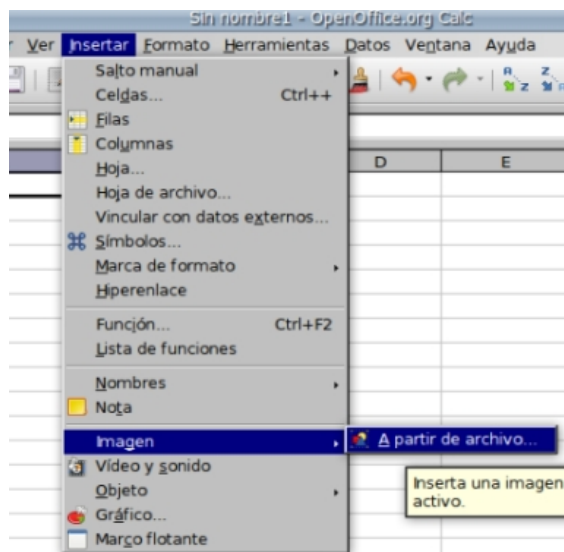 Sin nombre1 - OpenOffice.org Calc
Ver Insertar Formato Herramientas Datos Ventana Ayuda
Salto manual
Celdas... Ctrl++
Filas
Columnas
Hoja...
Hoja de archivo...
Vincular con datos externos...
Símbolos...
Marca de formato
Hiperenlace
Función... Ctrl+F2
Lista de funciones
Nombres
Nota
Imagen
A partir de archivo...
Vídeo y sonido
Objeto
Gráfico...
Marco flotante
Inserta una imagen
activo.
D E